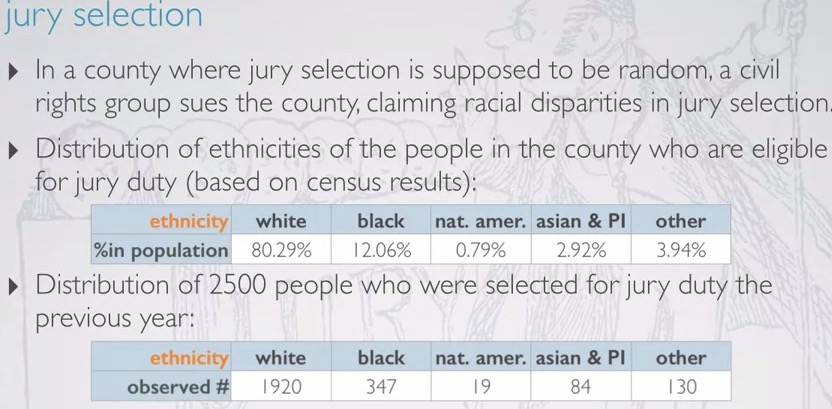 jury selection
▸ In a county where jury selection is supposed to be random, a civil
rights group sues the county, claiming racial disparities in jury selection.
▸ Distribution of ethnicities of the people in the county who are eligible
for jury duty (based on census results):
ethnicity white black nat. amer. asian & PI other
%in population 80.29% 12.06% 0.79% 2.92% 3.94%
▸ Distribution of 2500 people who were selected for jury duty the
previous year:
ethnicity white black nat. amer. asian & PI other
observed # 1920 347 19 84 130